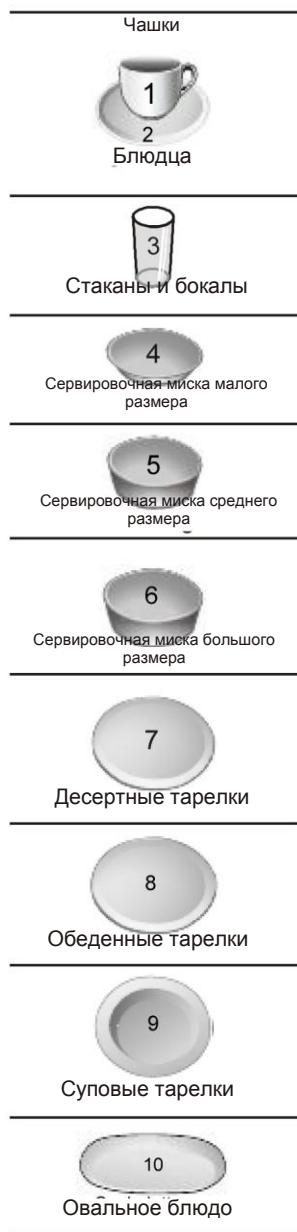 Чашки
1
2
Блюдца
3
Стаканы и бокалы
4
Сервировочная миска малого
размера
5
Сервировочная миска среднего
размера
6
Сервировочная миска большого
размера
7
Десертные тарелки
8
Обеденные тарелки
9
Суповые тарелки
10
Овальное блюдо